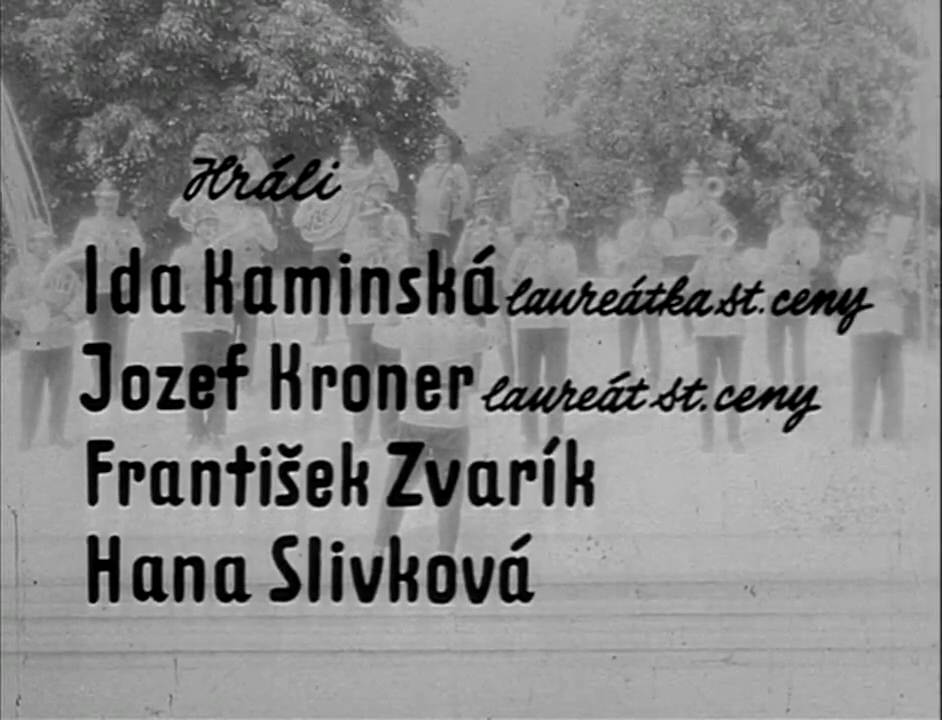 Hráli
Ida Kaminská laureátka st. ceny
Jozef Kroner laureát st. ceny
František Zvarík
Hana Slivková